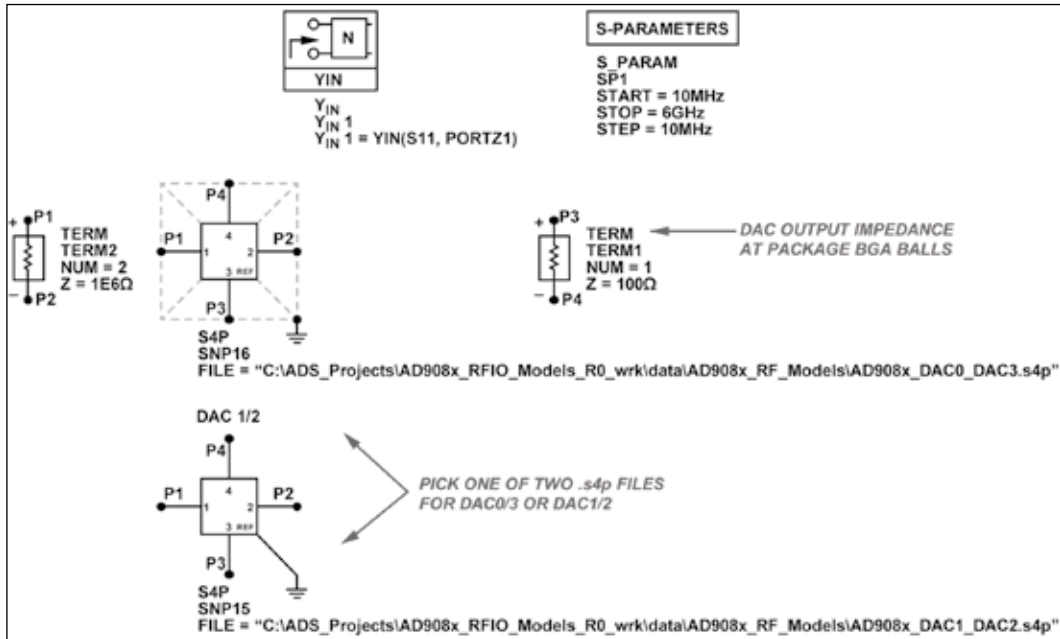 N
YIN
YIN
YIN 1
YIN 1 = YIN(S11, PORTZ1)
S-PARAMETERS
S_PARAM
SP1
START = 10MHz
STOP = 6GHz
STEP = 10MHz
+ P1
TERM
TERM2
NUM = 2
Z = 1E6Ω
– P2
P4
P1 1 4 2 P2
3 REF
P3
S4P
SNP16
FILE = “C:\ADS_Projects\AD908x_RFIO_Models_R0_wrk\data\AD908x_RF_Models\AD908x_DAC0_DAC3.s4p”
+ P3
TERM
TERM1
NUM = 1
Z = 100Ω
– P4
DAC OUTPUT IMPEDANCE
AT PACKAGE BGA BALLS
DAC 1/2
P4
P1 1 4 2 P2
3 REF
P3
S4P
SNP15
FILE = “C:\ADS_Projects\AD908x_RFIO_Models_R0_wrk\data\AD908x_RF_Models\AD908x_DAC1_DAC2.s4p”
PICK ONE OF TWO .s4p FILES
FOR DAC0/3 OR DAC1/2